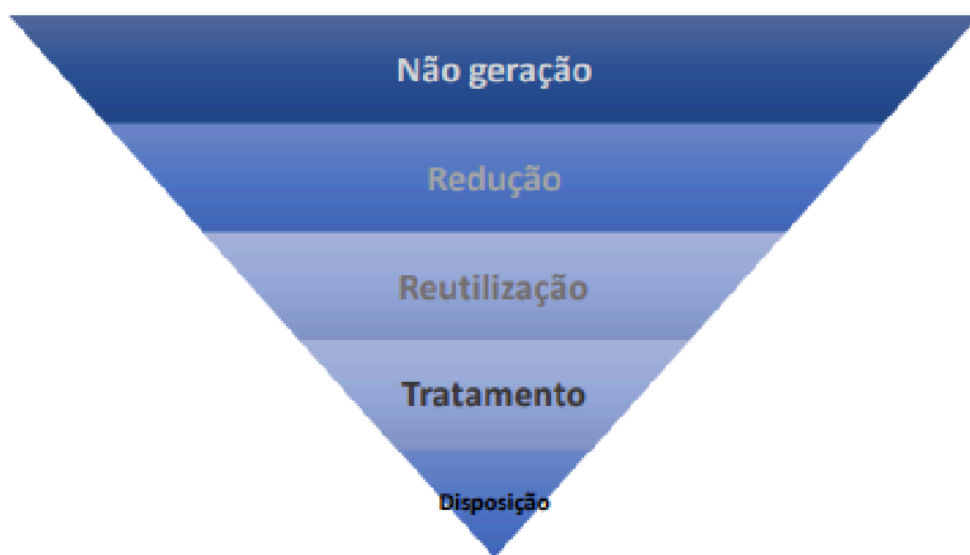 Não geração
Redução
Reutilização
Tratamento
Disposição